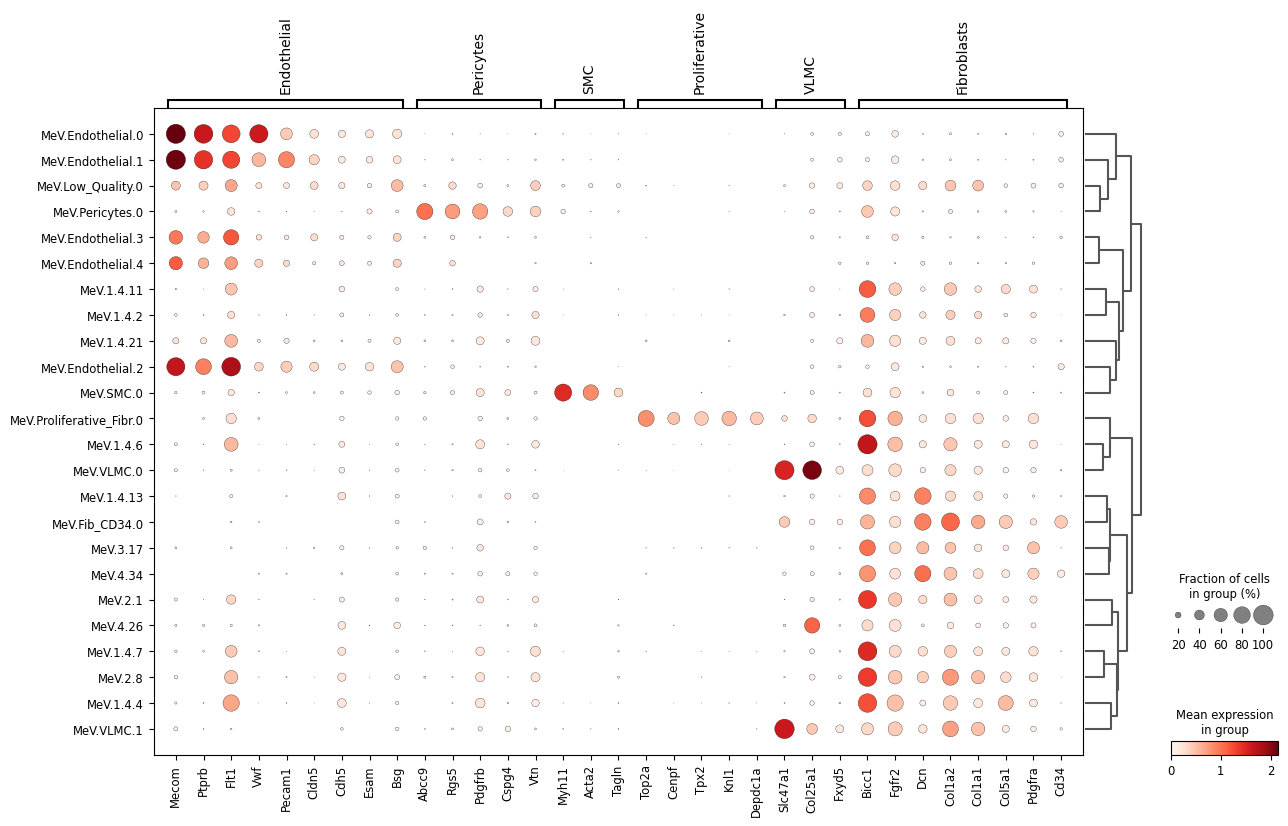 Endothelial
Pericytes
SMC
Proliferative
VLMC
Fibroblasts
MeV.Endothelial.0
MeV.Endothelial.1
MeV.Low_Quality.0
MeV.Pericytes.0
MeV.Endothelial.3
MeV.Endothelial.4
MeV.1.4.11
MeV.1.4.2
MeV.1.4.21
MeV.Endothelial.2
MeV.SMC.0
MeV.Proliferative_Fibr.0
MeV.1.4.6
MeV.VLMC.0
MeV.1.4.13
MeV.Fib_CD34.0
MeV.3.17
MeV.4.34
MeV.2.1
MeV.4.26
MeV.1.4.7
MeV.2.8
MeV.1.4.4
MeV.VLMC.1
Mecom
Ptprb
Flt1
Vwf
Pecam1
Cldn5
Cdh5
Esam
Bsg
Abcc9
Rgs5
Pdgfrb
Cspg4
Vtn
Myh11
Acta2
Tagln
Top2a
Cenpf
Tpx2
Knl1
Depdc1a
Slc47a1
Col25a1
Fxyd5
Bicc1
Fgfr2
Dcn
Col1a2
Col1a1
Col5a1
Pdgfra
Cd34
Fraction of cells
in group (%)
20 40 60 80 100
Mean expression
in group
0 1 2